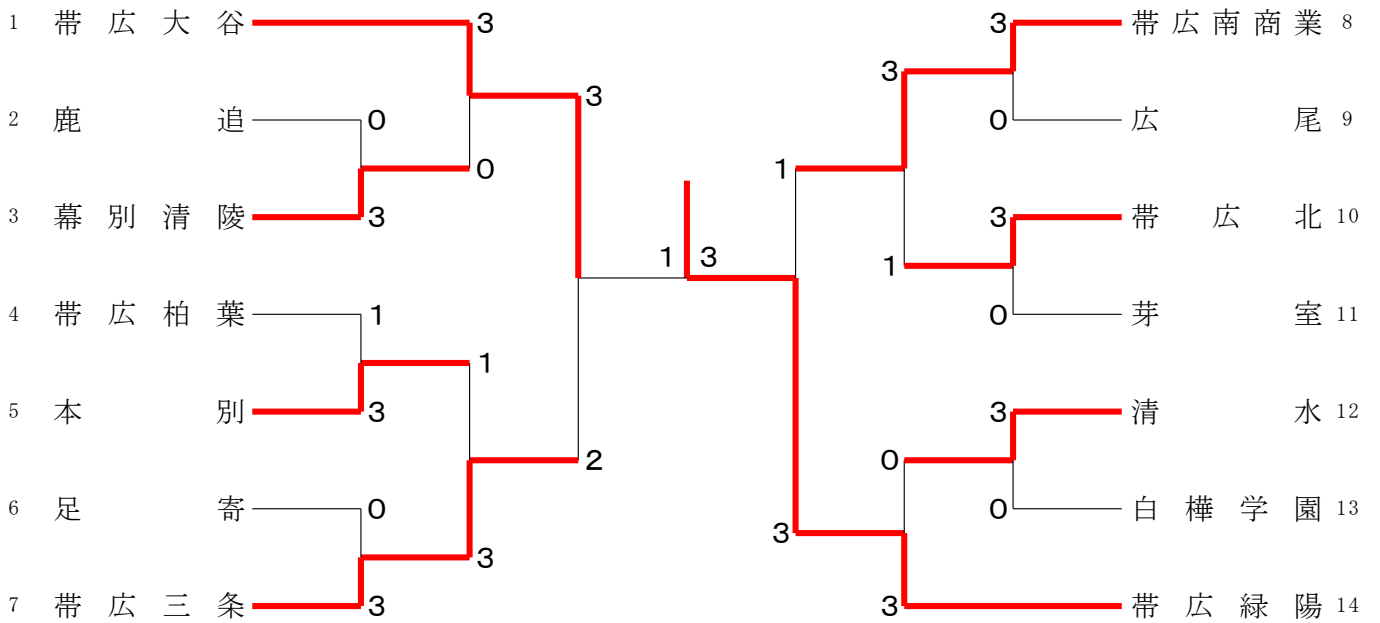 1 帯広大谷 3 3 帯広南商業 8
3 3
2 鹿追 0 0 広尾 9
0 1
3 幕別清陵 3 3 帯広北 10
1 3 1
4 帯広柏葉 1 0 芽室 11
1
5 本別 3 3 清水 12
2 0
6 足寄 0 0 白樺学園 13
3 3
7 帯広三条 3 3 帯広緑陽 14